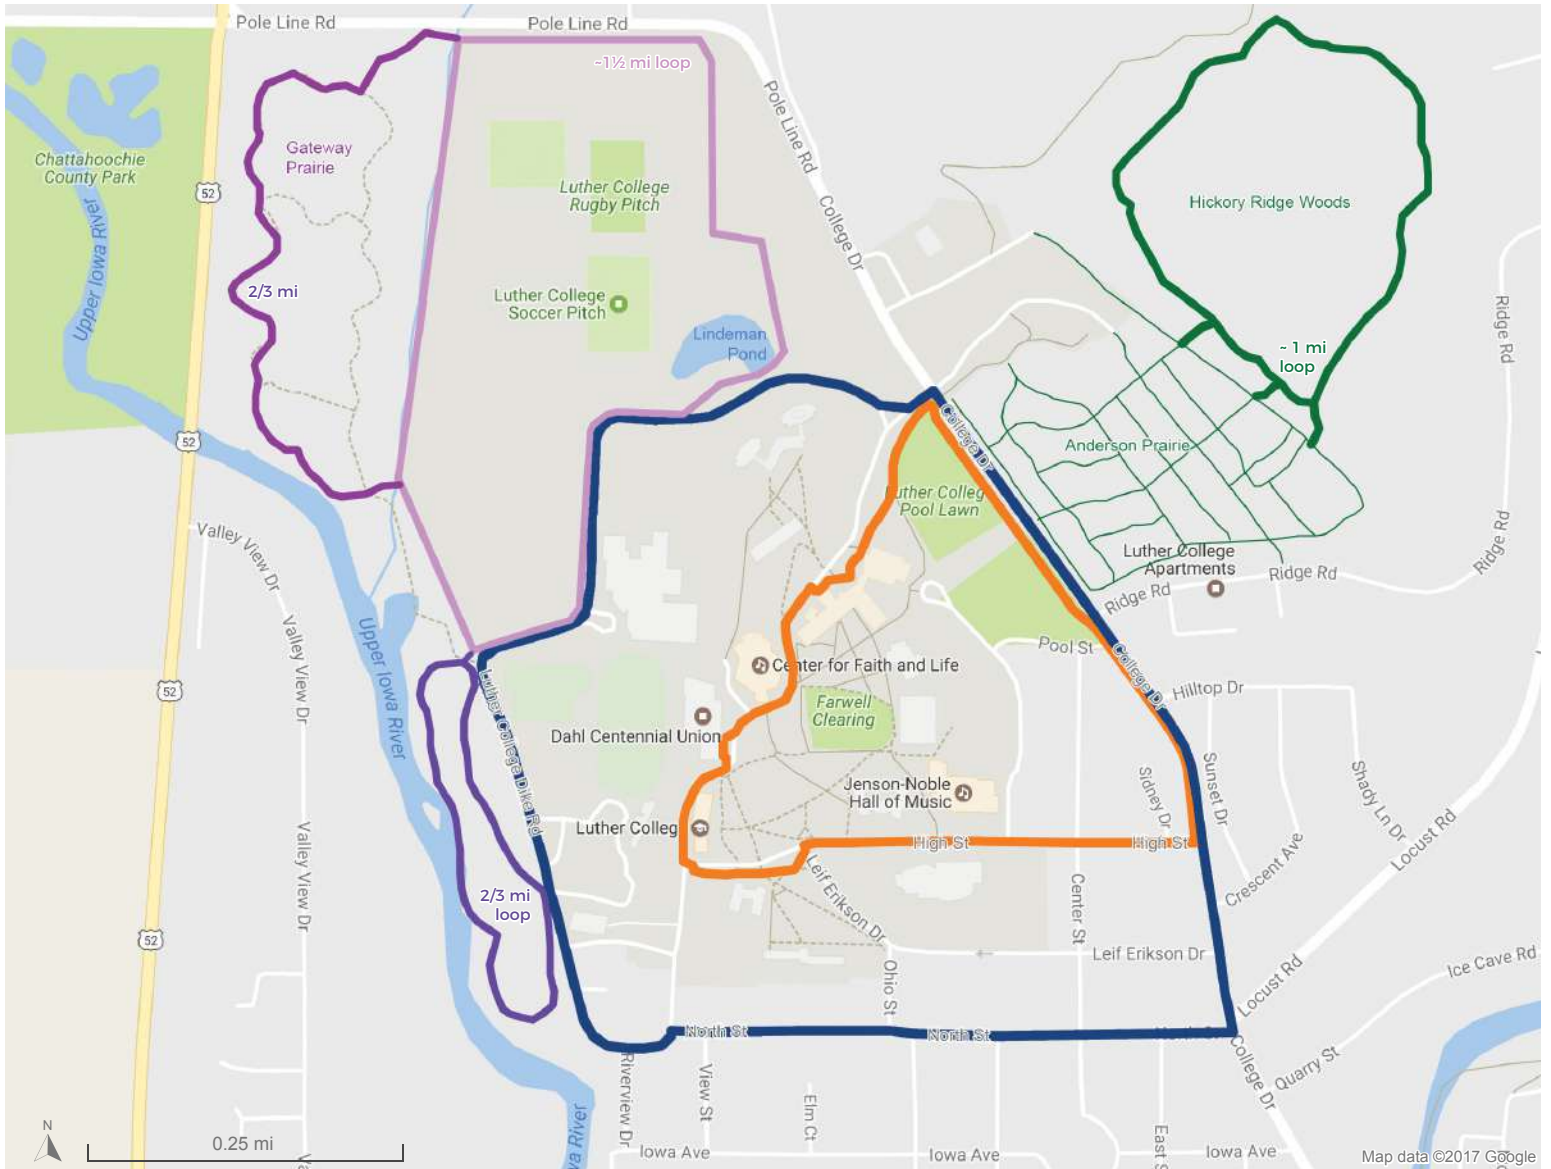 Pole Line Rd
Pole Line Rd
~1½ mi loop
Pole Line Rd
Gateway
Prairie
Chattahoochie
County Park
52
Upper Iowa River
Luther College
Rugby Pitch
College Dr
Hickory Ridge Woods
2/3 mi
Luther College
Soccer Pitch
Lindeman
Pond
Ridge Rd
~ 1 mi
loop
52
College Dr
Anderson Prairie
Luther Colleg
Pool Lawn
Valley View Dr
Luther College
Apartments
Ridge Rd
Ridge Rd
Ridge Rd
Upper Iowa River
Valley View Dr
Pool St
Center for Faith and Life
College Dr
Hilltop Dr
52
Farwell
Clearing
Dahl Centennial Union
Luther College Dike Rd
Jenson-Noble
Hall of Music
Sidney Dr
Sunset Dr
Shady Ln Dr
Luther Colleg
High St
High St
Locust Rd
Valley View Dr
Leif Erikson Dr
Crescent Ave
Center St
2/3 mi
loop
52
Leif Erikson Dr
Ice Cave Rd
Ohio St
Locust Rd
North St
North St
North S
College Dr
Quarry St
Riverview Dr
View St
Elm Ct
East S
wa River
Va
N
0.25 mi
Iowa Ave
Iowa Ave
Iowa Ave
Map data ©2017 Google